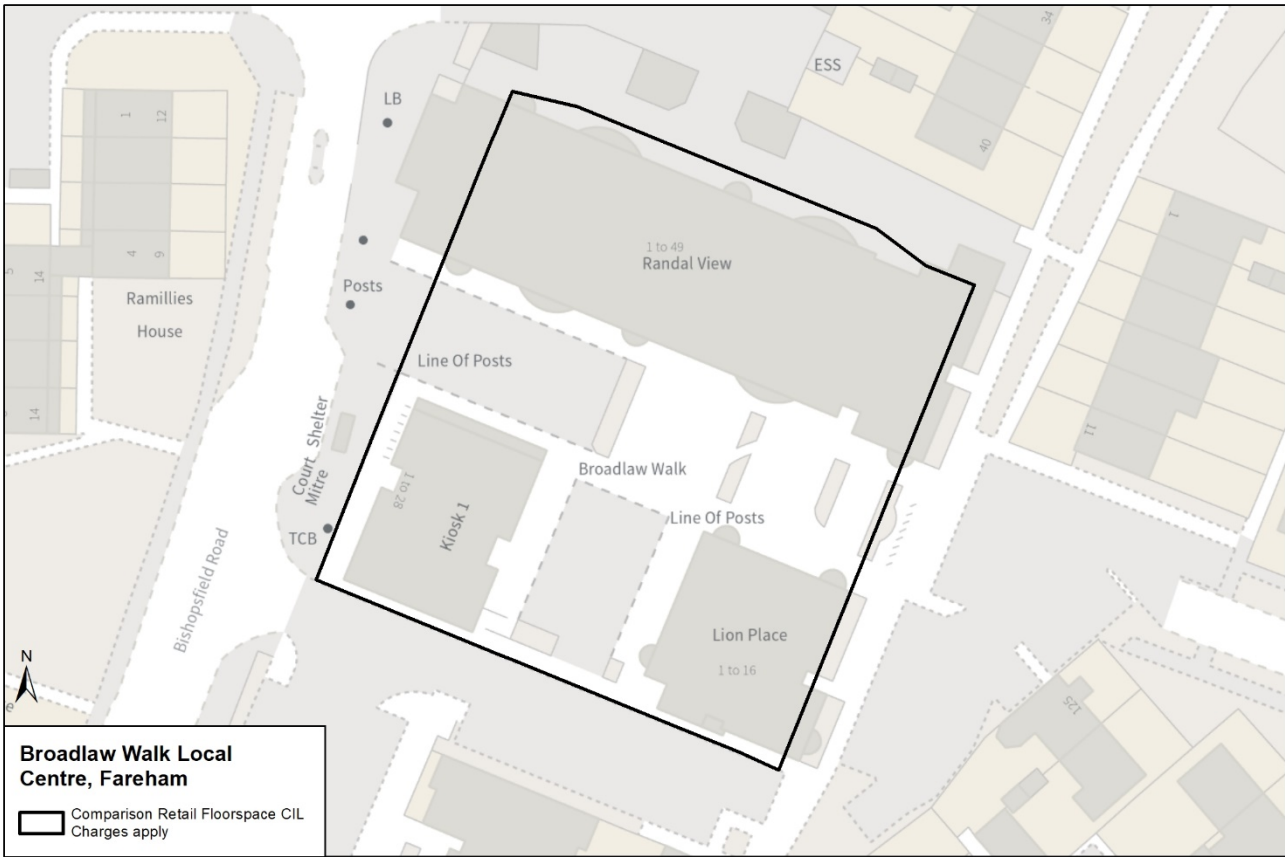 34
ESS
LB
1
12
40
1
1 to 49
Randal View
4
9
5
14
Posts
Ramillies
House
Line Of Posts
14
Court Shelter
Mitre
1 to 28
Kiosk 1
Broadlaw Walk
11
Line Of Posts
TCB
Bishopsfield Road
Lion Place
1 to 16
N
125
Broadlaw Walk Local
Centre, Fareham
Comparison Retail Floorspace CIL
Charges apply